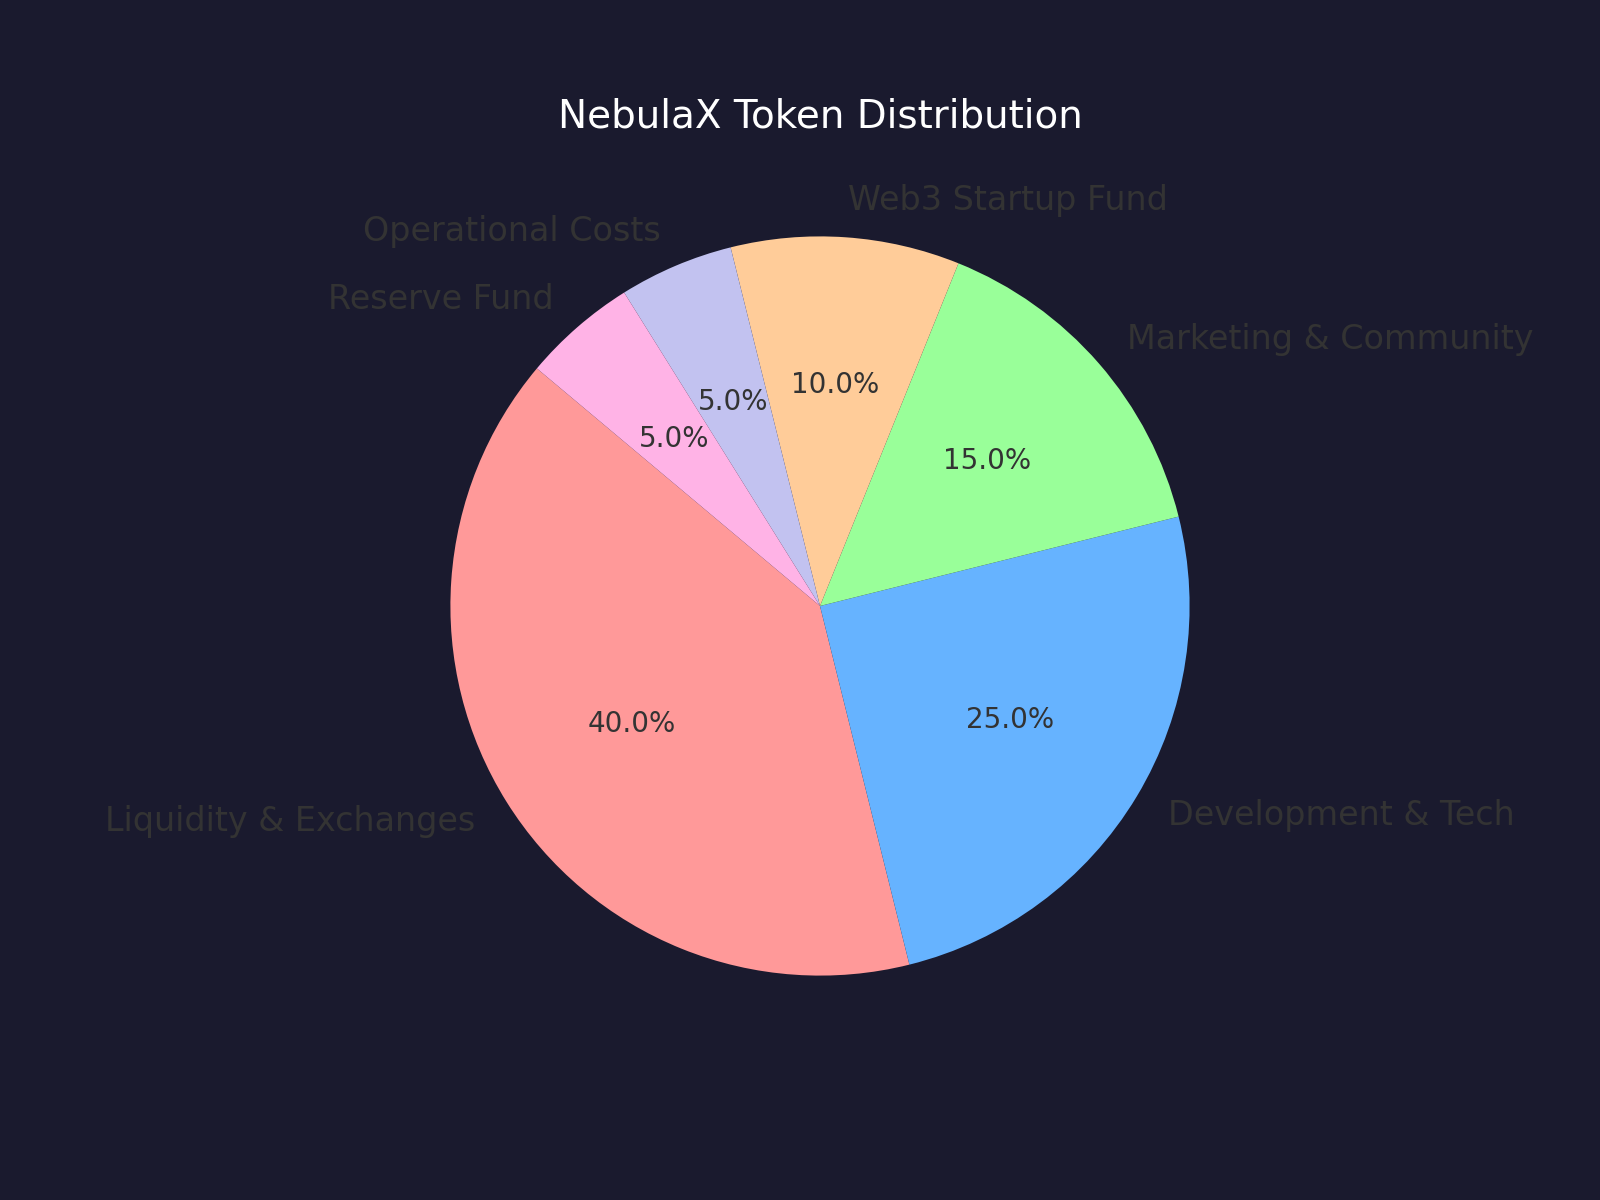 NebulaX Token Distribution
Web3 Startup Fund
Operational Costs
Reserve Fund
Marketing & Community
10.0%
5.0%
5.0%
15.0%
25.0%
40.0%
Development & Tech
Liquidity & Exchanges